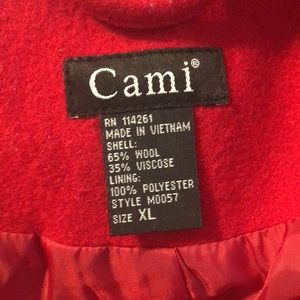 Cami®
RN 114261
MADE IN VIETNAM
SHELL:
65% WOOL
35% VISCOSE
LINING:
100% POLYESTER
STYLE M0057
SIZE XL